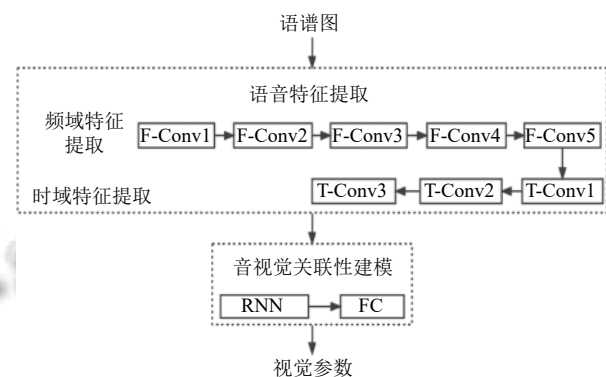 语谱图
语音特征提取
频域特征
提取
F-Conv1 F-Conv2 F-Conv3 F-Conv4 F-Conv5
时域特征提取
T-Conv3 T-Conv2 T-Conv1
音视觉关联性建模
RNN FC
视觉参数